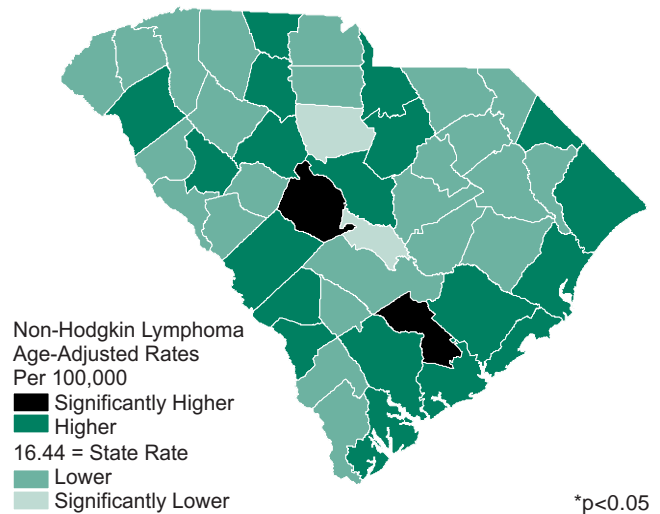 Non-Hodgkin Lymphoma
Age-Adjusted Rates
Per 100,000
Significantly Higher
Higher
16.44 = State Rate
Lower
Significantly Lower
*p<0.05